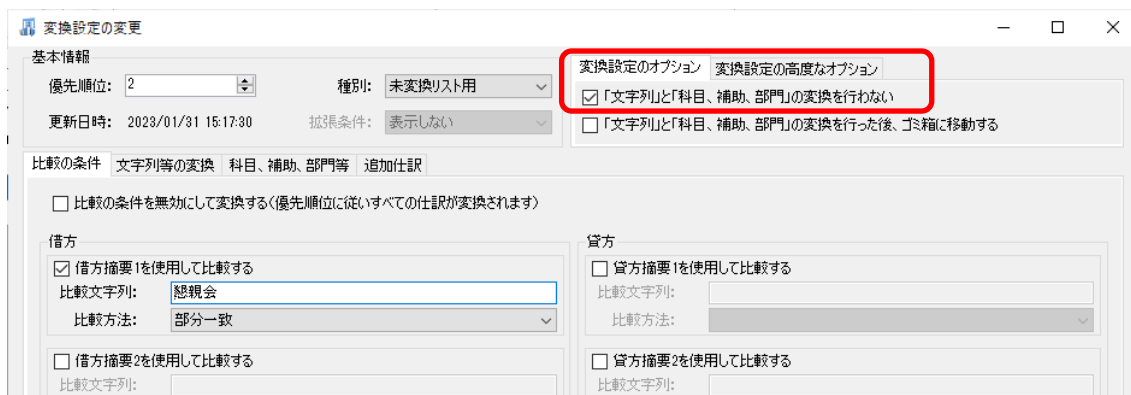 変換設定の変更
基本情報
優先順位: 2 種別: 未変換リスト用
更新日時: 2023/01/31 15:17:30 拡張条件: 表示しない
変換設定のオプション 変換設定の高度なオプション
「文字列」と「科目、補助、部門」の変換を行わない
「文字列」と「科目、補助、部門」の変換を行った後、ゴミ箱に移動する
比較の条件 文字列等の変換 科目、補助、部門等 追加仕訳
比較の条件を無効にして変換する(優先順位に従いすべての仕訳が変換されます)
借方
借方摘要1を使用して比較する
比較文字列: 懇親会
比較方法: 部分一致
借方摘要2を使用して比較する
比較文字列:
貸方
貸方摘要1を使用して比較する
比較文字列:
比較方法:
貸方摘要2を使用して比較する
比較文字列: